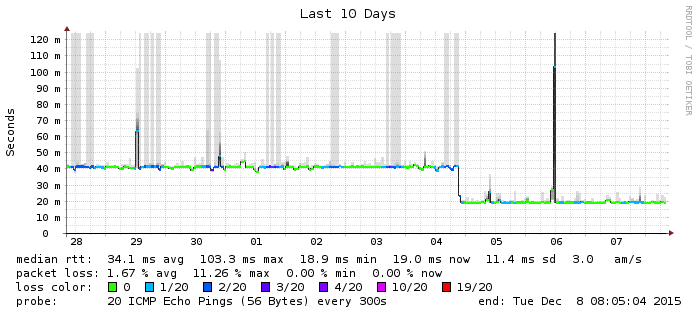 Last 10 Days
RRDTOOL / TOBI OETIKER
Seconds
120 m
110 m
100 m
90 m
80 m
70 m
60 m
50 m
40 m
30 m
20 m
10 m
0
28 29 30 01 02 03 04 05 06 07
median rtt: 34.1 ms avg 103.3 ms max 18.9 ms min 19.0 ms now 11.4 ms sd 3.0 am/s
packet loss: 1.67 % avg 11.26 % max 0.00 % min 0.00 % now
loss color: 0 1/20 2/20 3/20 4/20 10/20 19/20
probe: 20 ICMP Echo Pings (56 Bytes) every 300s end: Tue Dec 8 08:05:04 2015